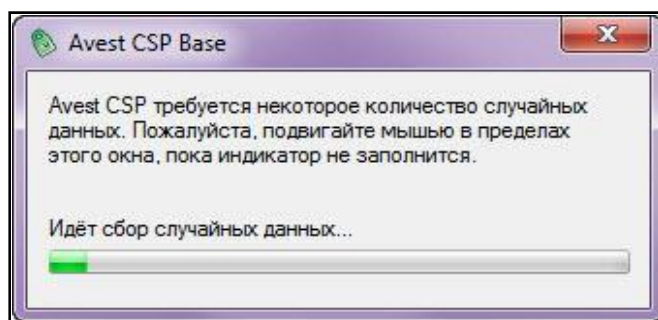 Avest CSP Base
Avest CSP требуется некоторое количество случайных
данных. Пожалуйста, подвигайте мышью в пределах
этого окна, пока индикатор не заполнится.
Идёт сбор случайных данных...